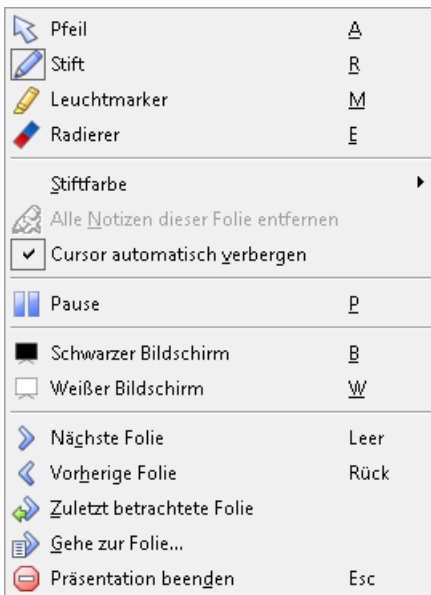 Pfeil A
Stift R
Leuchtmarker M
Radierer E
Stiftfarbe
Alle Notizen dieser Folie entfernen
Cursor automatisch verbergen
Pause P
Schwarzer Bildschirm B
Weißer Bildschirm W
Nächste Folie Leer
Vorherige Folie Rück
Zuletzt betrachtete Folie
Gehe zur Folie...
Präsentation beenden Esc